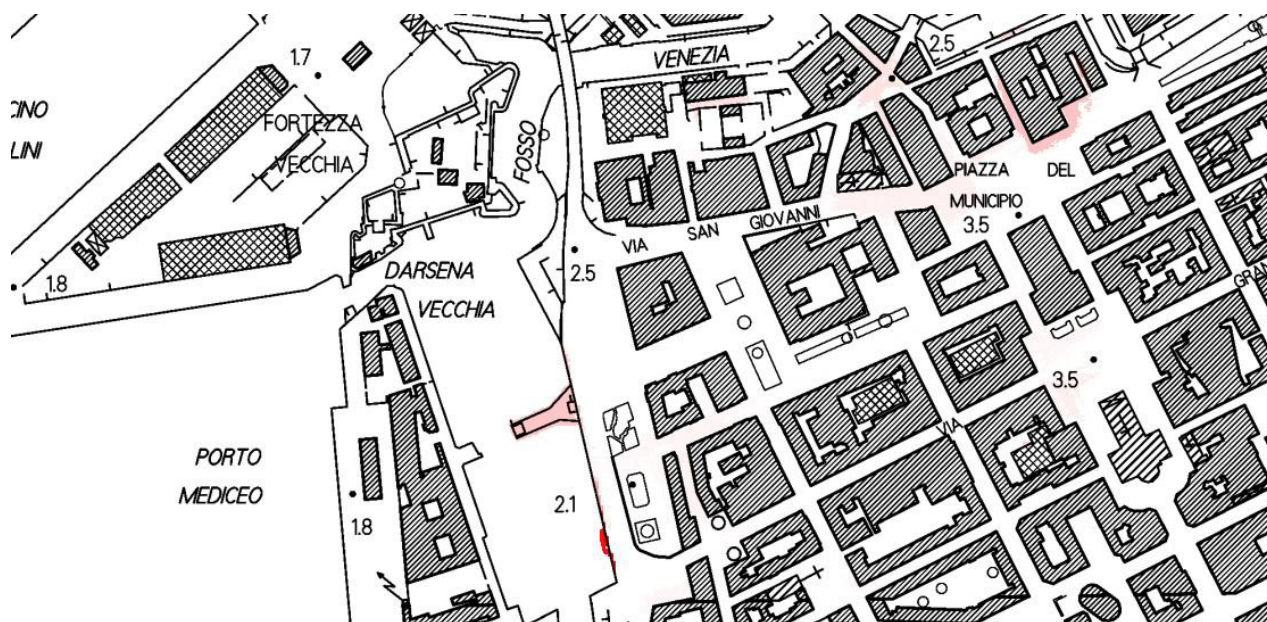 VENEZIA
2.5
1.7
CINO
LINI
FORTEZZA
VECCHIA
FOSSO
PIAZZA DEL
MUNICIPIO
3.5
VIA SAN GIOVANNI
2.5
DARSENA
VECCHIA
1.8
GRAN
3.5
VIA
PORTO
MEDICEO
2.1
1.8